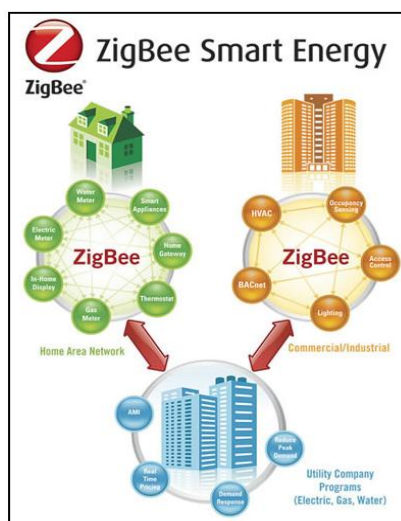 ZigBee Smart Energy
ZigBee®
Water
Meter
Smart
Appliances
Electric
Meter
Home
Gateway
ZigBee
In-Home
Display
Thermostat
Gas
Meter
Home Area Network
HVAC
Occupancy
Sensing
ZigBee
Access
Control
BACnet
Lighting
Commercial/Industrial
AMI
Reduce
Peak
Demand
Real
Time
Pricing
Demand
Response
Utility Company
Programs
(Electric, Gas, Water)